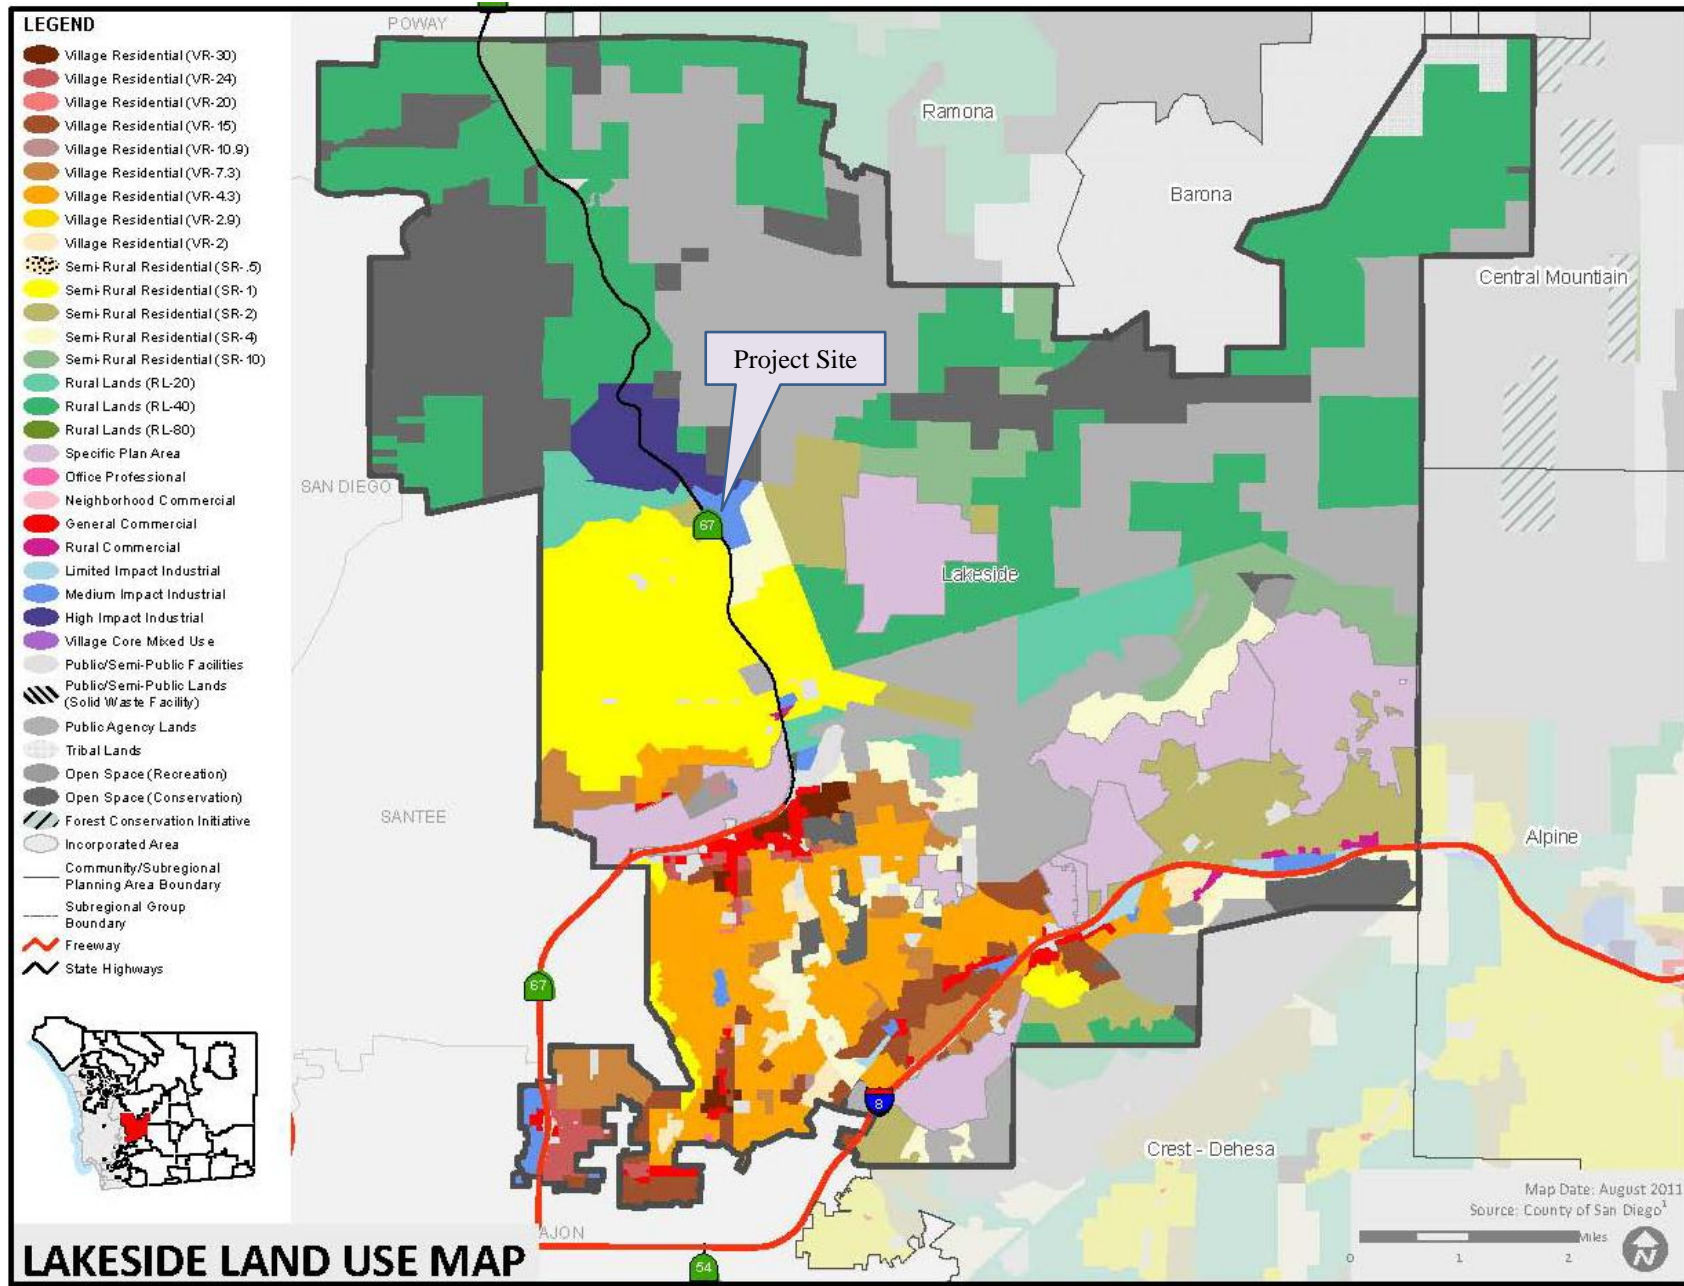 LEGEND
Village Residential (VR-30)
Village Residential (VR-24)
Village Residential (VR-20)
Village Residential (VR-15)
Village Residential (VR-10.9)
Village Residential (VR-7.3)
Village Residential (VR-4.3)
Village Residential (VR-2.9)
Village Residential (VR-2)
Semi-Rural Residential (SR-.5)
Semi-Rural Residential (SR-1)
Semi-Rural Residential (SR-2)
Semi-Rural Residential (SR-4)
Semi-Rural Residential (SR-10)
Rural Lands (RL-20)
Rural Lands (RL-40)
Rural Lands (RL-80)
Specific Plan Area
Office Professional
Neighborhood Commercial
General Commercial
Rural Commercial
Limited Impact Industrial
Medium Impact Industrial
High Impact Industrial
Village Core Mixed Use
Public/Semi-Public Facilities
Public/Semi-Public Lands
(Solid Waste Facility)
Public Agency Lands
Tribal Lands
Open Space (Recreation)
Open Space (Conservation)
Forest Conservation Initiative
Incorporated Area
Community/Subregional
Planning Area Boundary
Subregional Group
Boundary
Freeway
State Highways
POWAY
Ramona
Barona
Central Mountain
Project Site
SAN DIEGO
67
Lakeside
SANTEE
Alpine
67
8
Crest - Dehesa
AJON
54
Map Date: August 2011
Source: County of San Diego¹
Miles
0 1 2
N
LAKESIDE LAND USE MAP